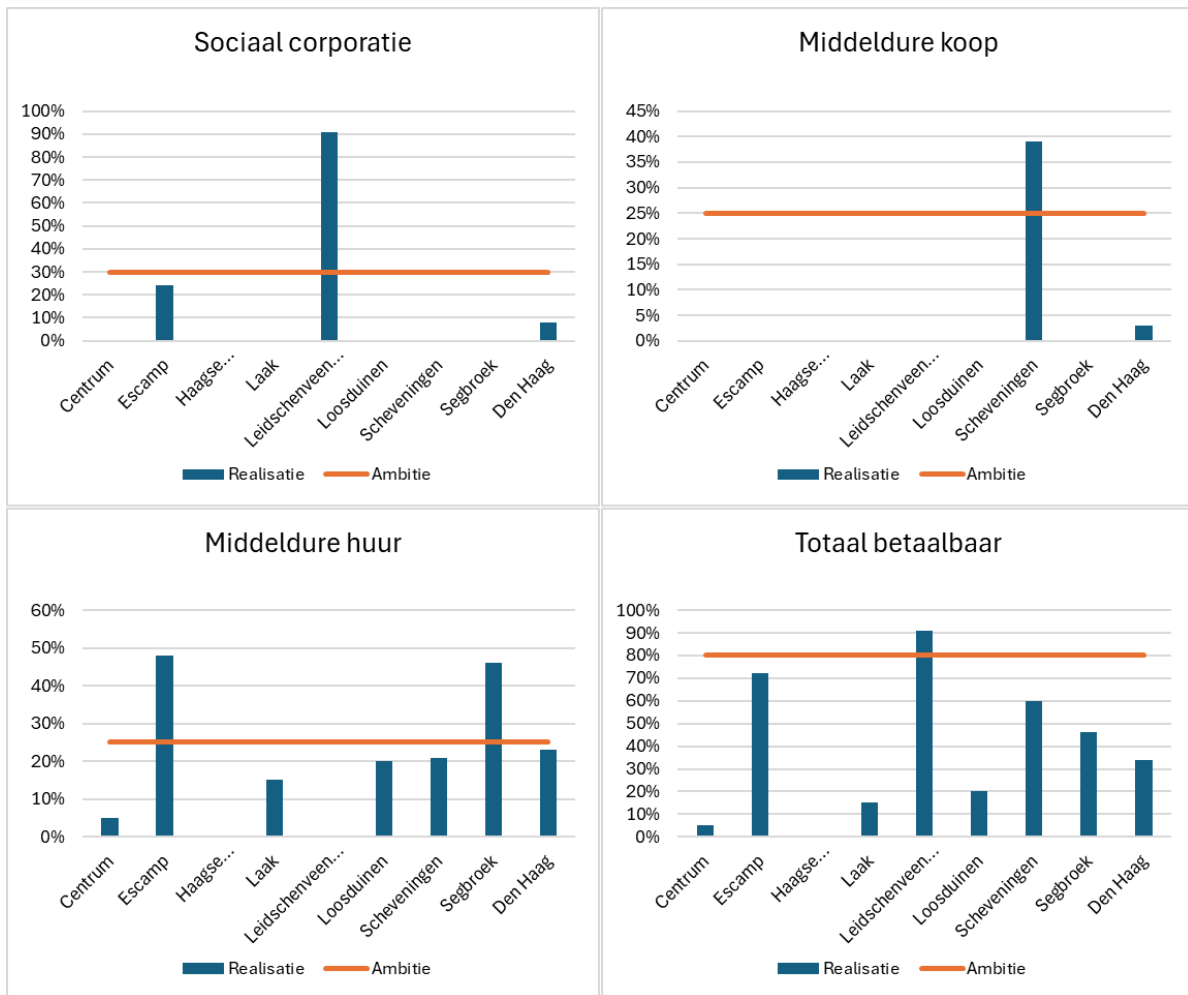 Sociaal corporatie
100%
90%
80%
70%
60%
50%
40%
30%
20%
10%
0%
Centrum
Escamp
Haagse...
Laak
Leidschenveen...
Loosduinen
Scheveningen
Segbroek
Den Haag
Realisatie
Ambitie
Middeldure koop
45%
40%
35%
30%
25%
20%
15%
10%
5%
0%
Centrum
Escamp
Haagse...
Laak
Leidschenveen...
Loosduinen
Scheveningen
Segbroek
Den Haag
Realisatie
Ambitie
Middeldure huur
60%
50%
40%
30%
20%
10%
0%
Centrum
Escamp
Haagse...
Laak
Leidschenveen...
Loosduinen
Scheveningen
Segbroek
Den Haag
Realisatie
Ambitie
Totaal betaalbaar
100%
90%
80%
70%
60%
50%
40%
30%
20%
10%
0%
Centrum
Escamp
Haagse...
Laak
Leidschenveen...
Loosduinen
Scheveningen
Segbroek
Den Haag
Realisatie
Ambitie